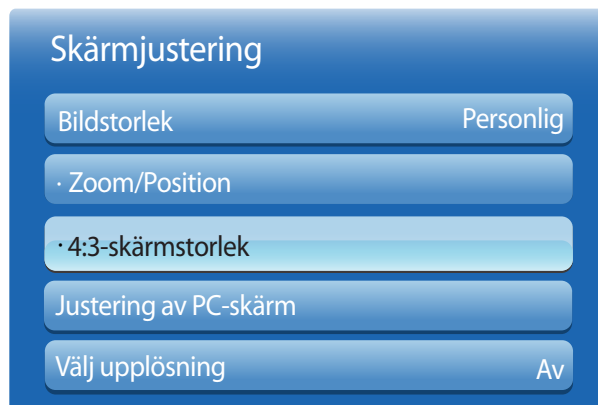 Skärmjustering
Bildstorlek Personlig
· Zoom/Position
· 4:3-skärmstorlek
Justering av PC-skärm
Välj upplösning Av